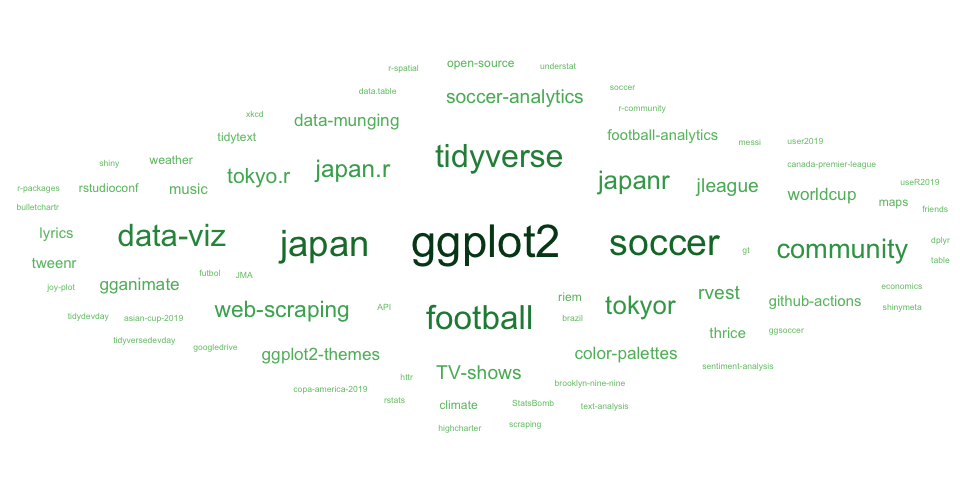 r-spatial
open-source
understat
data.table
soccer-analytics
soccer
r-community
xkcd
data-munging
tidytext
football-analytics
messi
user2019
shiny
weather
tidyverse
canada-premier-league
r-packages
rstudioconf
music
tokyo.r
japan.r
japanr
jleague
worldcup
useR2019
maps
friends
bulletchartr
lyrics
data-viz
japan
ggplot2
soccer
gt
community
dplyr
table
tweenr
joy-plot
gganimate
futbol
JMA
web-scraping
API
football
riem
brazil
tokyor
rvest
github-actions
economics
shinymeta
tidydevday
asian-cup-2019
tidyversedevday
googledrive
ggplot2-themes
color-palettes
thrice
ggsoccer
sentiment-analysis
httr
TV-shows
brooklyn-nine-nine
copa-america-2019
rstats
climate
StatsBomb
text-analysis
highcharter
scraping